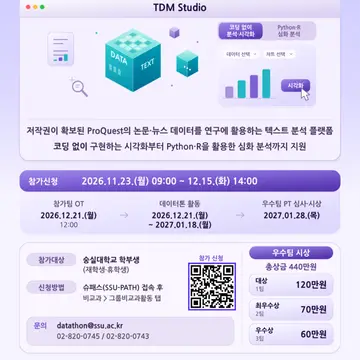 TDM Studio
코딩 없이
분석·시각화
Python·R
심화 분석
데이터 선택
차트 선택
시각화
DATA
TEXT
저작권이 확보된 ProQuest의 논문·뉴스 데이터를 연구에 활용하는 텍스트 분석 플랫폼
코딩 없이 구현하는 시각화부터 Python·R을 활용한 심화 분석까지 지원
참가신청 2026.11.23.(월) 09:00 – 12.15.(화) 14:00
참가팀 OT → 데이터톤 활동 → 우수팀 PT 심사·시상
2026.12.21.(월) 2026.12.21.(월) 2027.01.28.(목)
12:00 – 2027.01.18.(월)
참가대상 숭실대학교 학부생
(재학생·휴학생)
신청방법 슈패스(SSU-PATH) 접속 후
비교과 > 그룹비교과활동 탭
참가 신청
문의 datathon@ssu.ac.kr
02-820-0745 / 02-820-0743
우수팀 시상
총상금 440만원
대상
1팀 120만원
최우수상
2팀 70만원
우수상
3팀 60만원